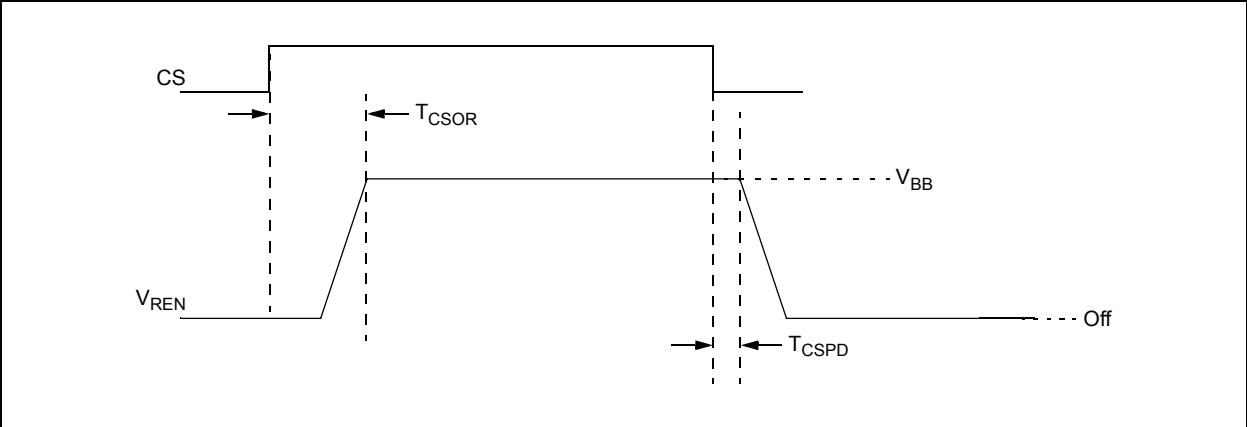 CS
TCSOR
VBB
VREN
Off
TCSPD